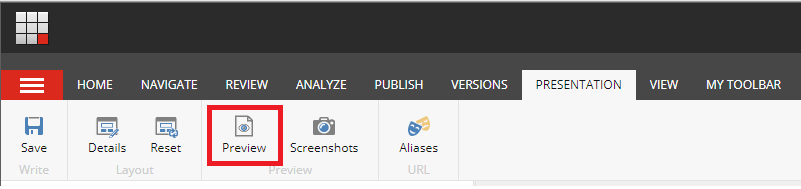 HOME NAVIGATE REVIEW ANALYZE PUBLISH VERSIONS PRESENTATION VIEW MY TOOLBAR
Save Details Reset Preview Screenshots Aliases
Write Layout Preview URL